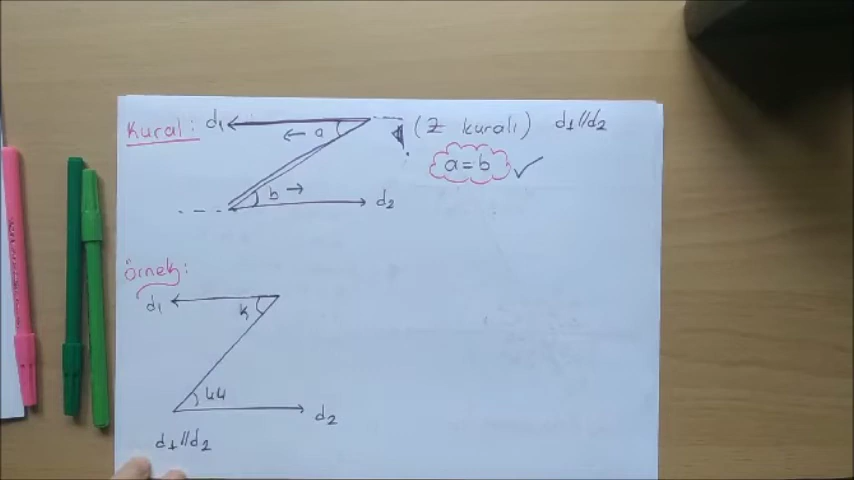 Kural: d1 ← a (Z kuralı) d1//d2
a=b ✓
b → d2
örnek:
d1 k
44
d2
d1//d2